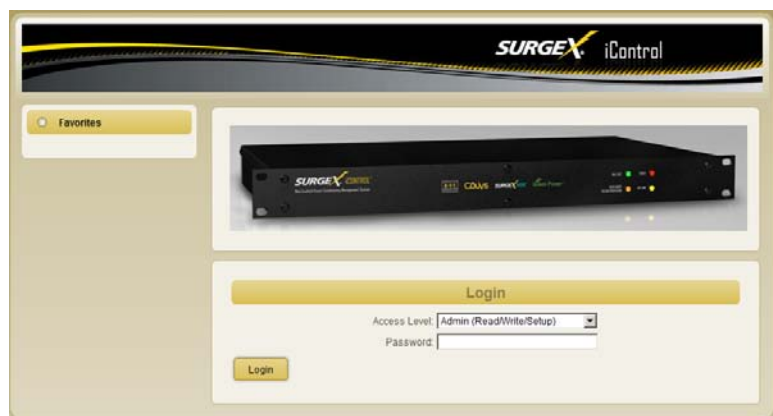 SURGEX iControl
Favorites
SURGEX
Login
Access Level: Admin (Read/Write/Setup)
Password:
Login